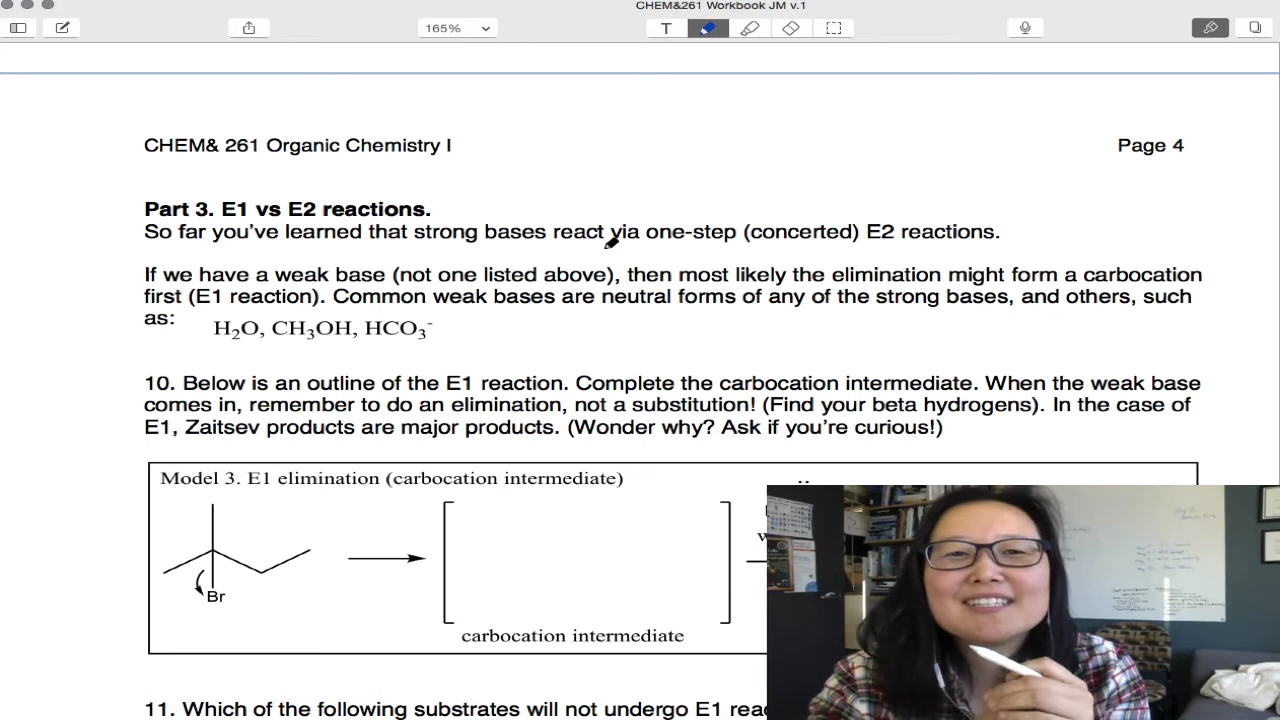 CHEM&261 Workbook JM v.1
165%
T
CHEM& 261 Organic Chemistry I
Page 4
Part 3. E1 vs E2 reactions.
So far you've learned that strong bases react via one-step (concerted) E2 reactions.
If we have a weak base (not one listed above), then most likely the elimination might form a carbocation
first (E1 reaction). Common weak bases are neutral forms of any of the strong bases, and others, such
as:
H₂O, CH₃OH, HCO₃⁻
10. Below is an outline of the E1 reaction. Complete the carbocation intermediate. When the weak base
comes in, remember to do an elimination, not a substitution! (Find your beta hydrogens). In the case of
E1, Zaitsev products are major products. (Wonder why? Ask if you're curious!)
Model 3. E1 elimination (carbocation intermediate)
Br
carbocation intermediate
11. Which of the following substrates will not undergo E1